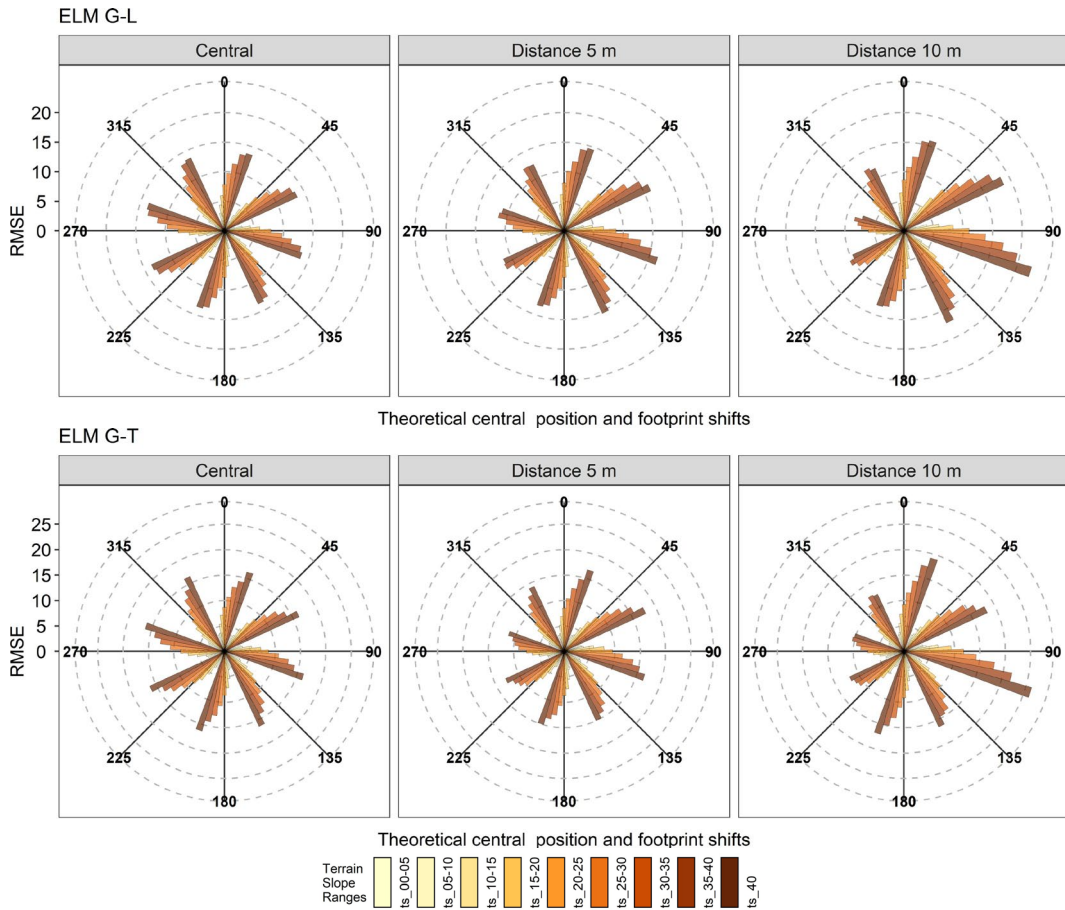 ELM G-L
Central
Distance 5 m
Distance 10 m
RMSE
20
15
10
5
0
0
45
90
135
180
225
270
315
0
45
90
135
180
225
270
315
0
45
90
135
180
225
270
315
Theoretical central position and footprint shifts
ELM G-T
Central
Distance 5 m
Distance 10 m
RMSE
25
20
15
10
5
0
0
45
90
135
180
225
270
315
0
45
90
135
180
225
270
315
0
45
90
135
180
225
270
315
Theoretical central position and footprint shifts
Terrain
Slope
Ranges
ts_00-05
ts_05-10
ts_10-15
ts_15-20
ts_20-25
ts_25-30
ts_30-35
ts_35-40
ts_40